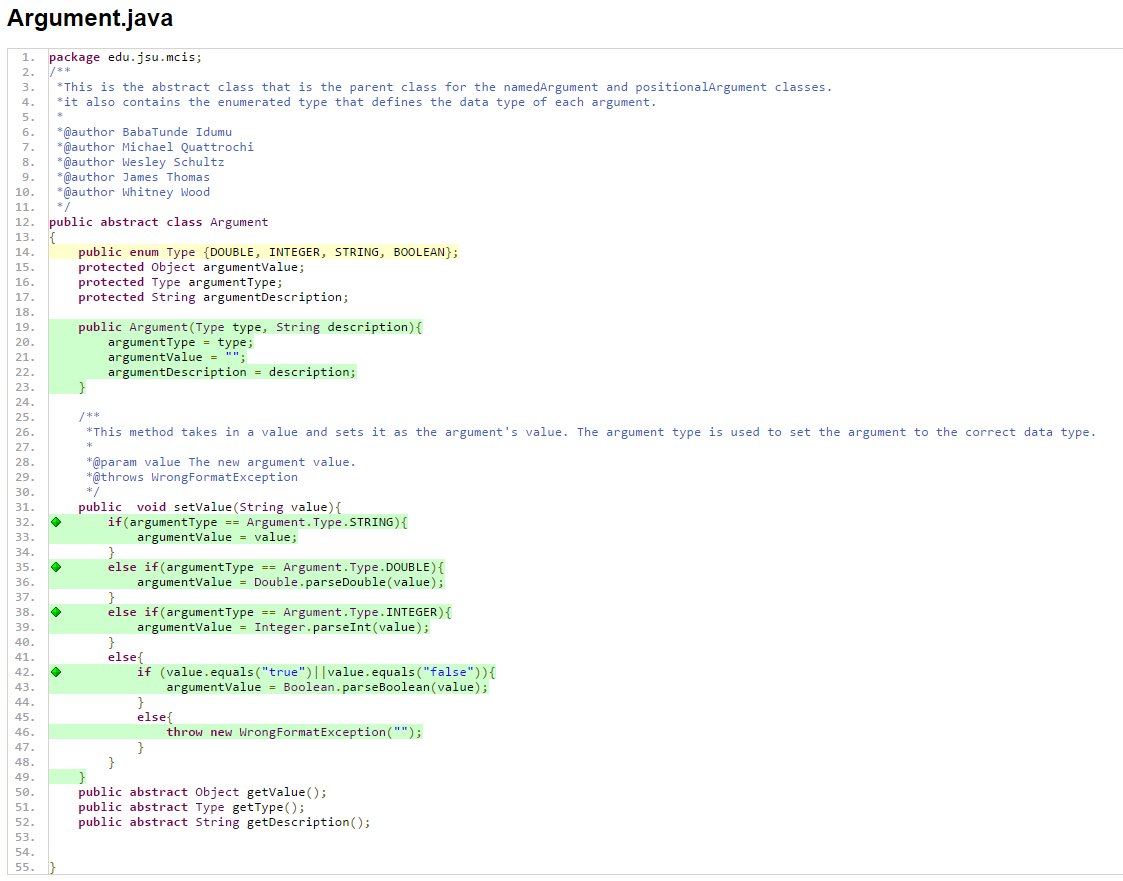 Argument.java
1. package edu.jsu.mcis;
2. /**
3.  *This is the abstract class that is the parent class for the namedArgument and positionalArgument classes.
4.  *it also contains the enumerated type that defines the data type of each argument.
5.  *
6.  *@author BabaTunde Idumu
7.  *@author Michael Quattrochi
8.  *@author Wesley Schultz
9.  *@author James Thomas
10.  *@author Whitney Wood
11.  */
12. public abstract class Argument
13. {
14.     public enum Type {DOUBLE, INTEGER, STRING, BOOLEAN};
15.     protected Object argumentValue;
16.     protected Type argumentType;
17.     protected String argumentDescription;
18.
19.     public Argument(Type type, String description){
20.         argumentType = type;
21.         argumentValue = "";
22.         argumentDescription = description;
23.     }
24.
25.     /**
26.      *This method takes in a value and sets it as the argument's value. The argument type is used to set the argument to the correct data type.
27.      *
28.      *@param value The new argument value.
29.      *@throws WrongFormatException
30.      */
31.     public  void setValue(String value){
32.         if(argumentType == Argument.Type.STRING){
33.             argumentValue = value;
34.         }
35.         else if(argumentType == Argument.Type.DOUBLE){
36.             argumentValue = Double.parseDouble(value);
37.         }
38.         else if(argumentType == Argument.Type.INTEGER){
39.             argumentValue = Integer.parseInt(value);
40.         }
41.         else{
42.             if (value.equals("true")||value.equals("false")){
43.                 argumentValue = Boolean.parseBoolean(value);
44.             }
45.             else{
46.                 throw new WrongFormatException("");
47.             }
48.         }
49.     }
50.     public abstract Object getValue();
51.     public abstract Type getType();
52.     public abstract String getDescription();
53.
54.
55. }